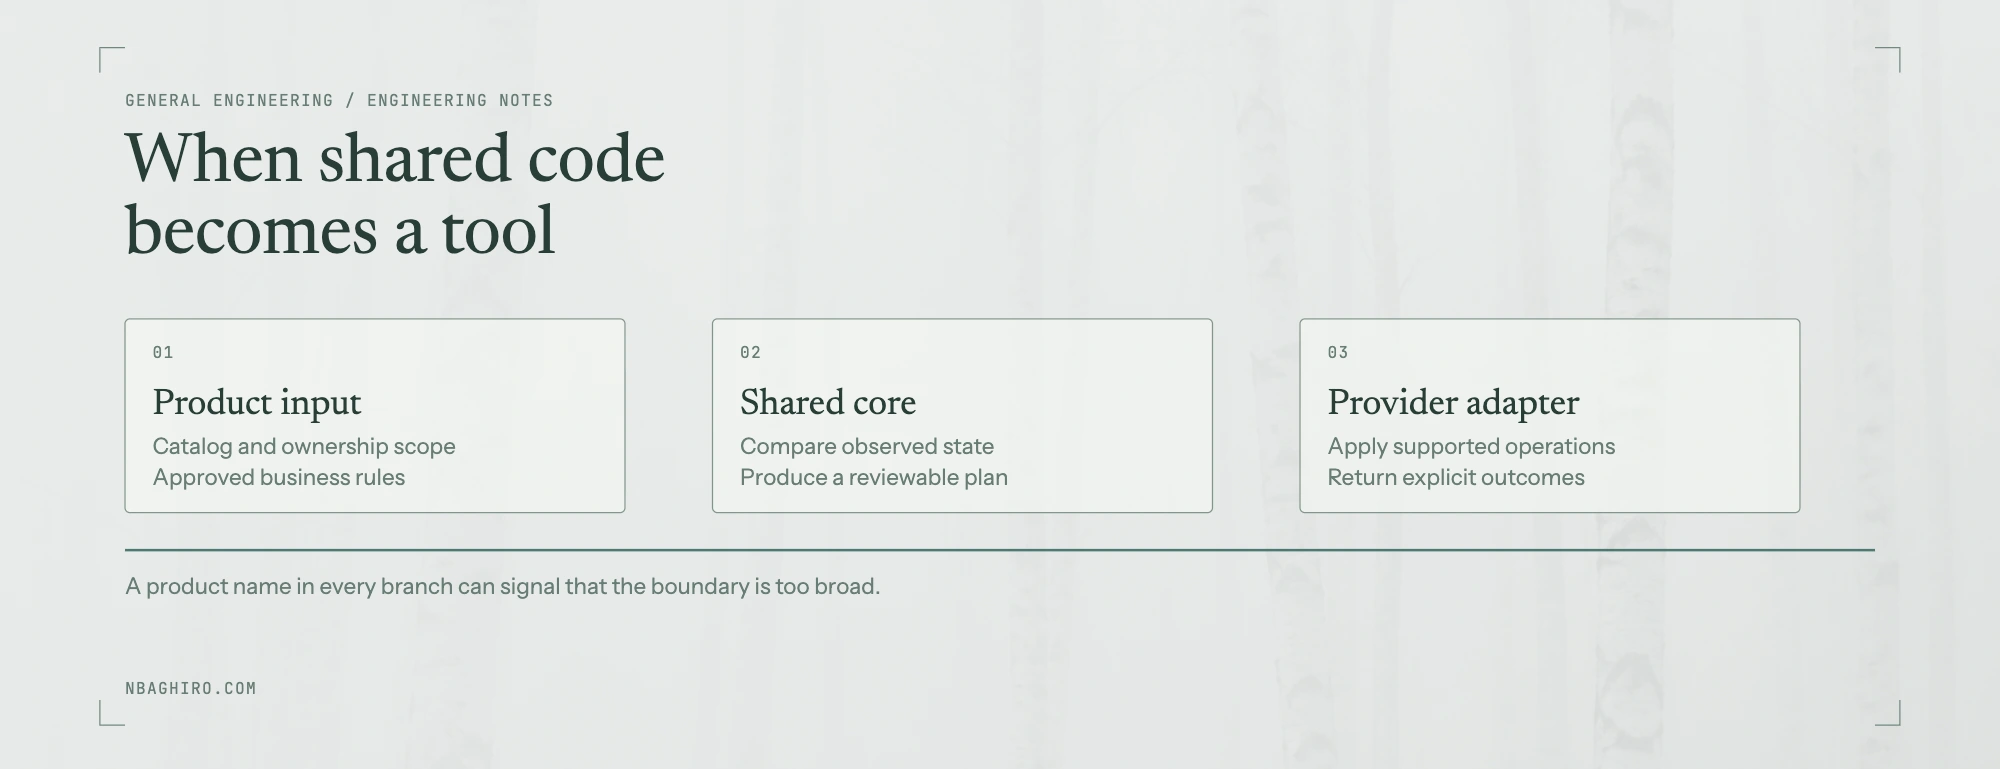 GENERAL ENGINEERING / ENGINEERING NOTES
When shared code
becomes a tool
01
Product input
Catalog and ownership scope
Approved business rules
02
Shared core
Compare observed state
Produce a reviewable plan
03
Provider adapter
Apply supported operations
Return explicit outcomes
A product name in every branch can signal that the boundary is too broad.
NBAGHIRO.COM